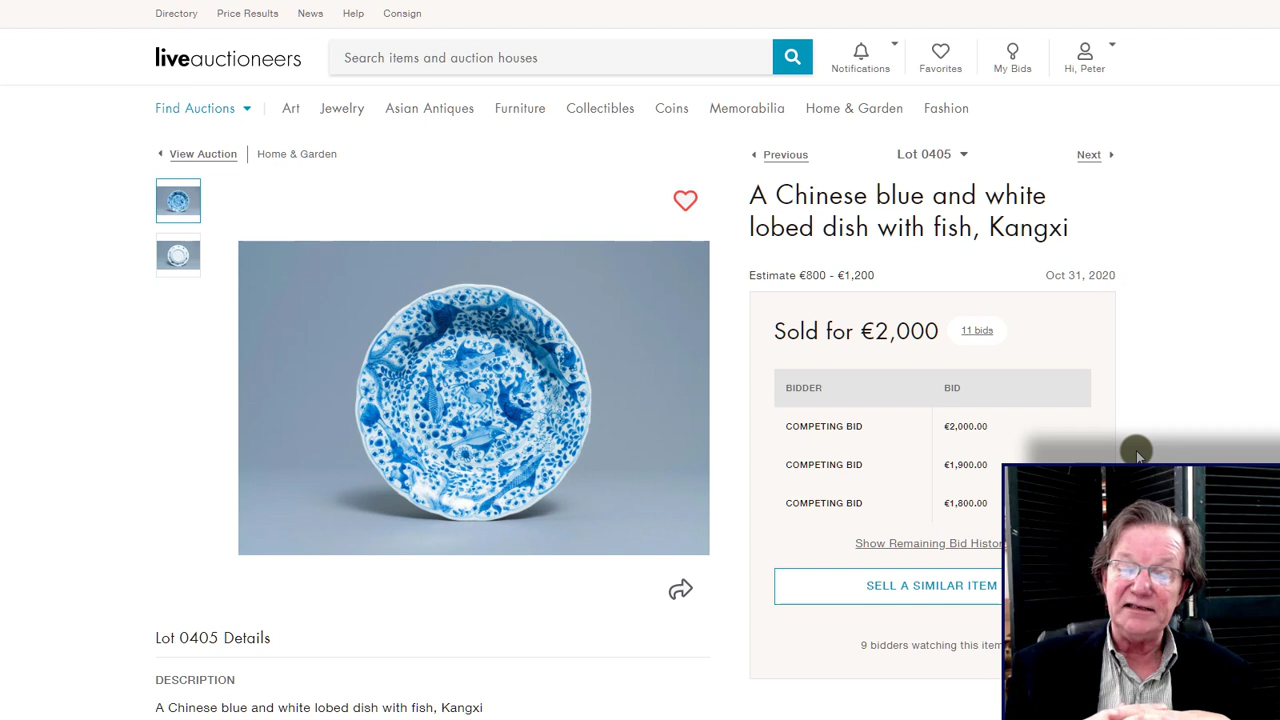 Directory Price Results News Help Consign
liveauctioneers
Search items and auction houses
Notifications
Favorites
My Bids
Hi, Peter
Find Auctions
Art
Jewelry
Asian Antiques
Furniture
Collectibles
Coins
Memorabilia
Home & Garden
Fashion
View Auction
Home & Garden
Previous
Lot 0405
Next
A Chinese blue and white
lobed dish with fish, Kangxi
Estimate €800 - €1,200
Oct 31, 2020
Sold for €2,000
11 bids
BIDDER BID
COMPETING BID €2,000.00
COMPETING BID €1,900.00
COMPETING BID €1,800.00
Show Remaining Bid Histor
SELL A SIMILAR ITEM
9 bidders watching this item
Lot 0405 Details
DESCRIPTION
A Chinese blue and white lobed dish with fish, Kangxi